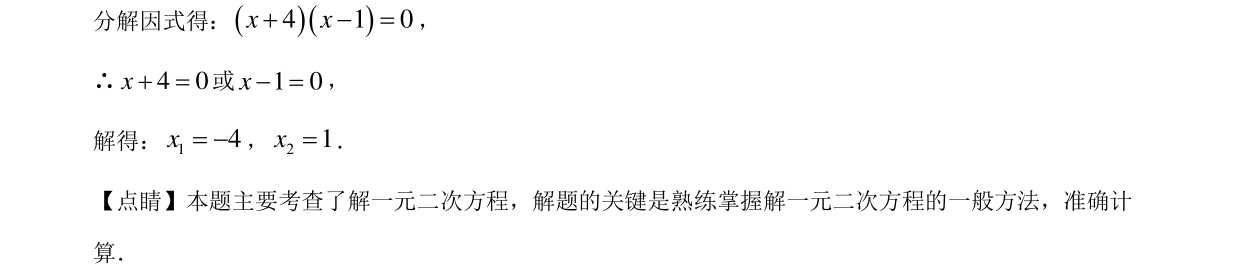 分解因式得：(x+4)(x−1)=0，
∴x+4=0或x−1=0，
解得：x₁=−4，x₂=1．
【点睛】本题主要考查了解一元二次方程，解题的关键是熟练掌握解一元二次方程的一般方法，准确计
算．